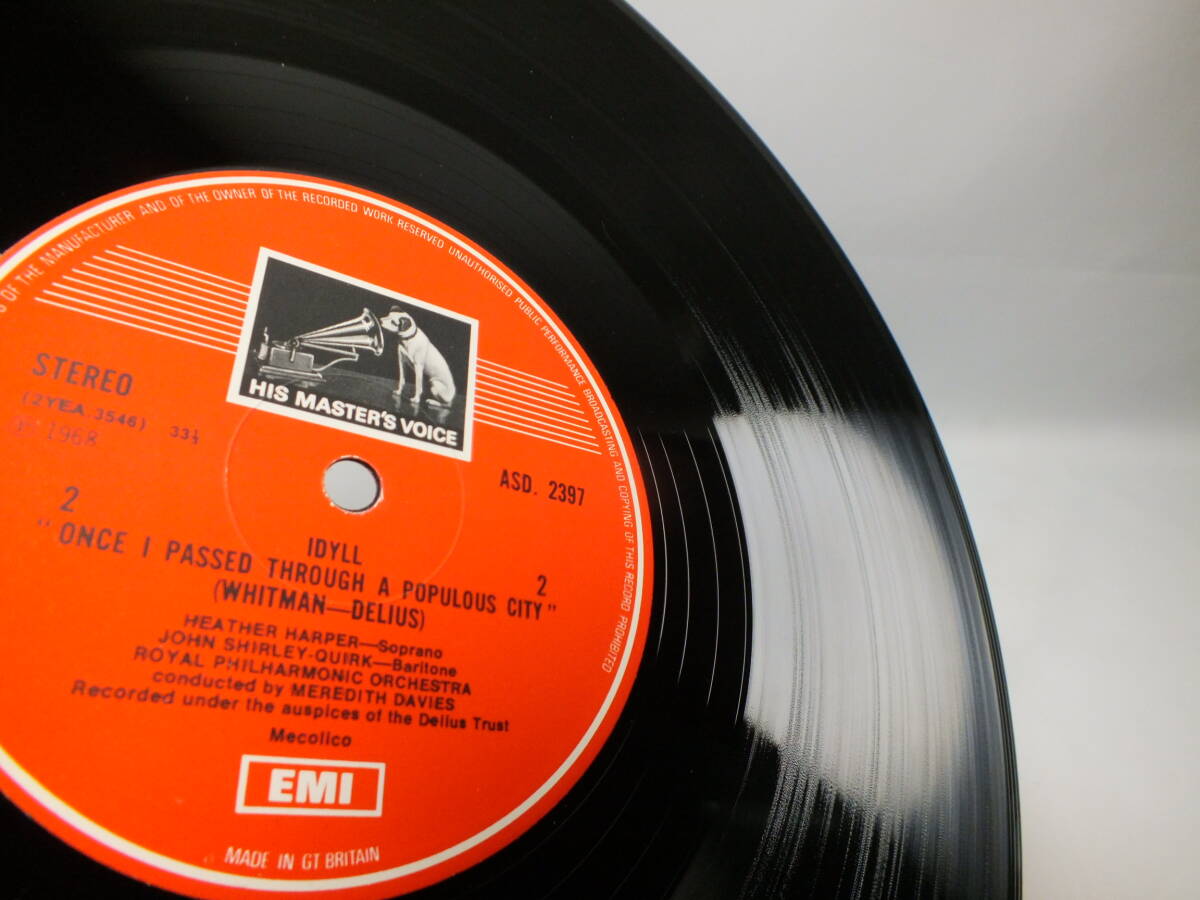 OF THE MANUFACTURER AND OF THE OWNER OF THE RECORDED WORK RESERVED UNAUTHORISED PUBLIC PERFORMANCE BROADCASTING AND COPYING OF THIS RECORD PROHIBITED
HIS MASTER'S VOICE
STEREO
(2YEA.3546) 33⅓
1968
ASD. 2397
2 2
IDYLL
"ONCE I PASSED THROUGH A POPULOUS CITY"
(WHITMAN—DELIUS)
HEATHER HARPER—Soprano
JOHN SHIRLEY-QUIRK—Baritone
ROYAL PHILHARMONIC ORCHESTRA
conducted by MEREDITH DAVIES
Recorded under the auspices of the Delius Trust
Mecolico
EMI
MADE IN GT BRITAIN